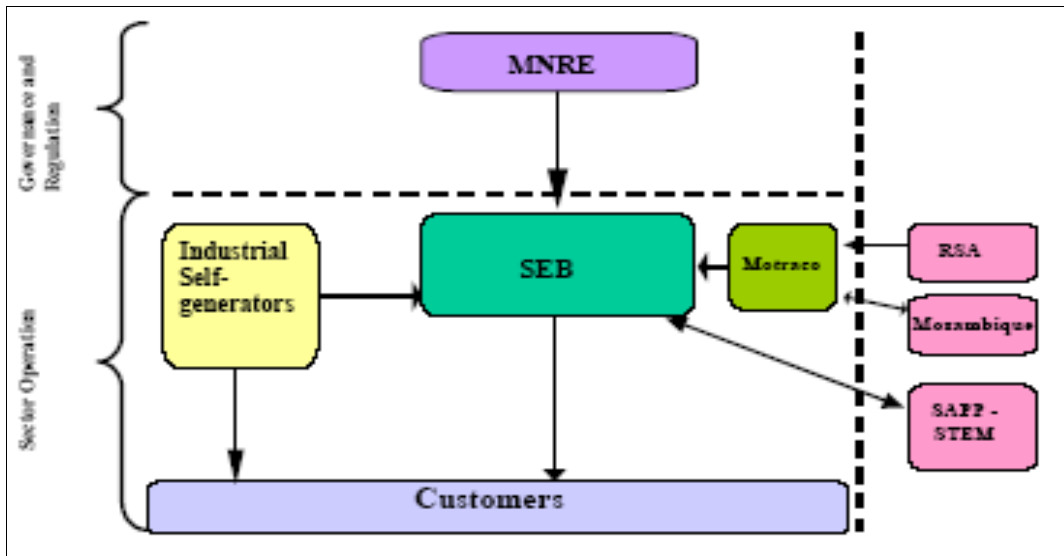 Governance and
Regulation
MNRE
Sector Operation
Industrial
Self-
generators
SEB
Motraco
RSA
Mozambique
SAPP -
STEM
Customers